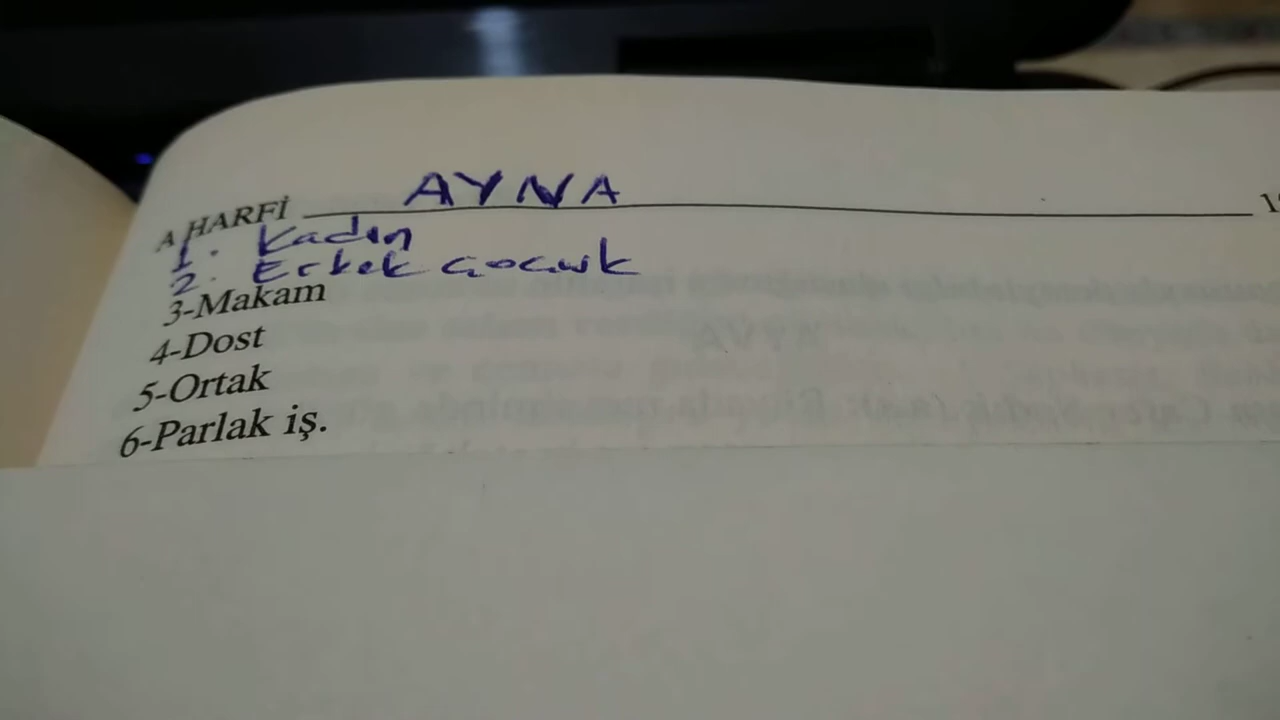 AYNA
A HARFİ
1. Kadın
2. Erkek çocuk
3-Makam
4-Dost
5-Ortak
6-Parlak iş.